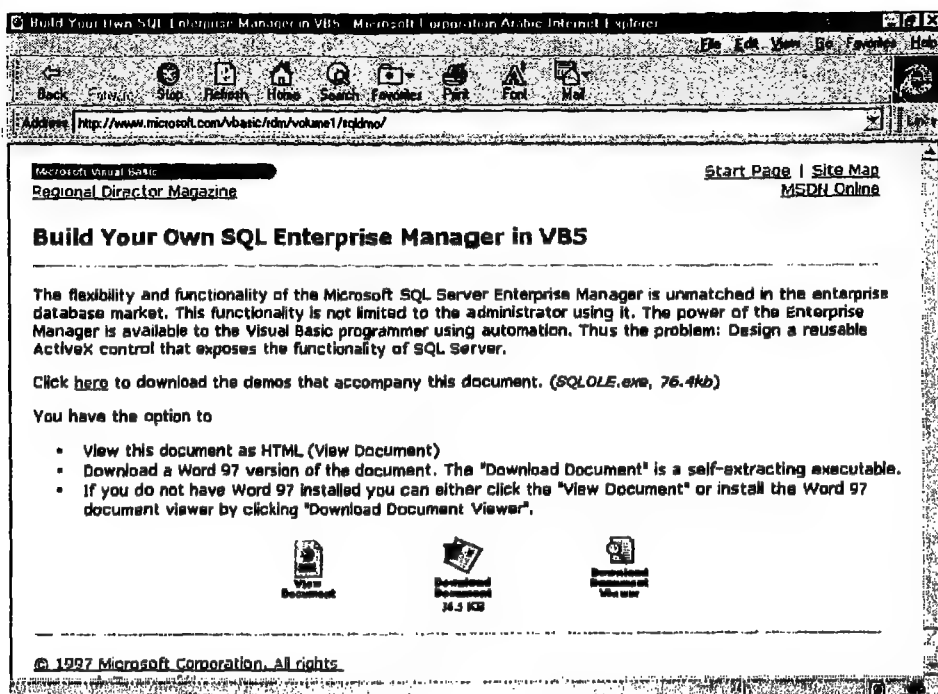 Build Your Own SQL Enterprise Manager in VB5 - Microsoft Corporation Arabic Internet Explorer
File Edit View Go Favorites Help
Back Forward Stop Refresh Home Search Favorites Print Font Mail
Address http://www.microsoft.com/vbasic/rdm/volume1/sqldmo/ Links
Microsoft Visual Basic
Start Page | Site Map
Regional Director Magazine
MSDN Online
Build Your Own SQL Enterprise Manager in VB5
The flexibility and functionality of the Microsoft SQL Server Enterprise Manager is unmatched in the enterprise
database market. This functionality is not limited to the administrator using it. The power of the Enterprise
Manager is available to the Visual Basic programmer using automation. Thus the problem: Design a reusable
ActiveX control that exposes the functionality of SQL Server.
Click here to download the demos that accompany this document. (SQLOLE.exe, 76.4kb)
You have the option to
• View this document as HTML (View Document)
• Download a Word 97 version of the document. The "Download Document" is a self-extracting executable.
• If you do not have Word 97 installed you can either click the "View Document" or install the Word 97
document viewer by clicking "Download Document Viewer".
View
Document
Download
Document
36.5 KB
Download
Document
Viewer
© 1997 Microsoft Corporation. All rights